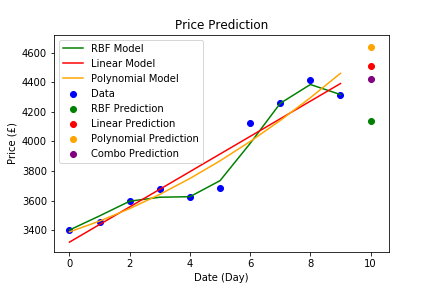 Price Prediction
Price (£)
4600
4400
4200
4000
3800
3600
3400
RBF Model
Linear Model
Polynomial Model
Data
RBF Prediction
Linear Prediction
Polynomial Prediction
Combo Prediction
0 2 4 6 8 10
Date (Day)